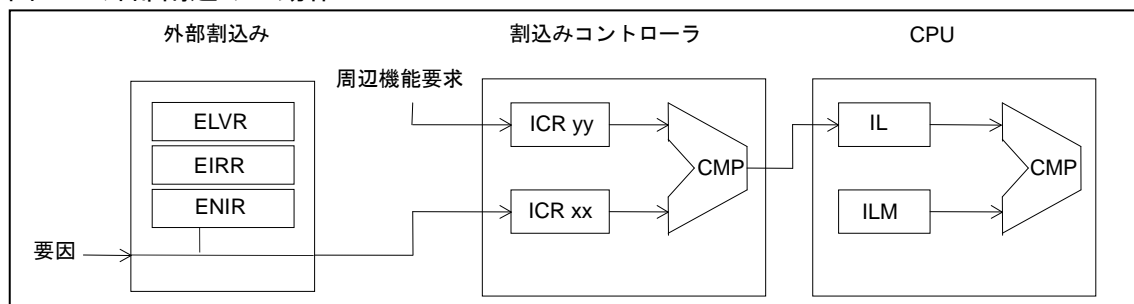 外部割込み
割込みコントローラ
CPU
周辺機能要求
ELVR
EIRR
ENIR
要因
ICR yy
ICR xx
CMP
IL
ILM
CMP